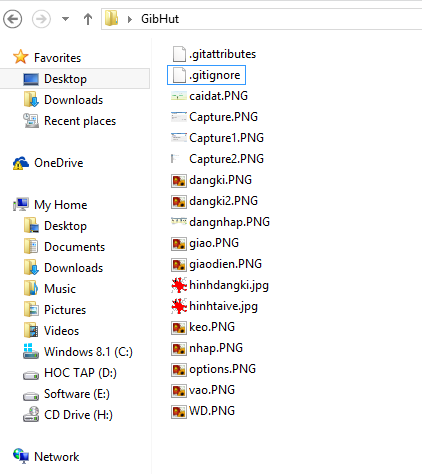 GibHut
Favorites
Desktop
Downloads
Recent places
OneDrive
My Home
Desktop
Documents
Downloads
Music
Pictures
Videos
Windows 8.1 (C:)
HOC TAP (D:)
Software (E:)
CD Drive (H:)
Network
.gitattributes
.gitignore
caidat.PNG
Capture.PNG
Capture1.PNG
Capture2.PNG
dangki.PNG
dangki2.PNG
dangnhap.PNG
giao.PNG
giaodien.PNG
hinhdangki.jpg
hinhtaive.jpg
keo.PNG
nhap.PNG
options.PNG
vao.PNG
WD.PNG